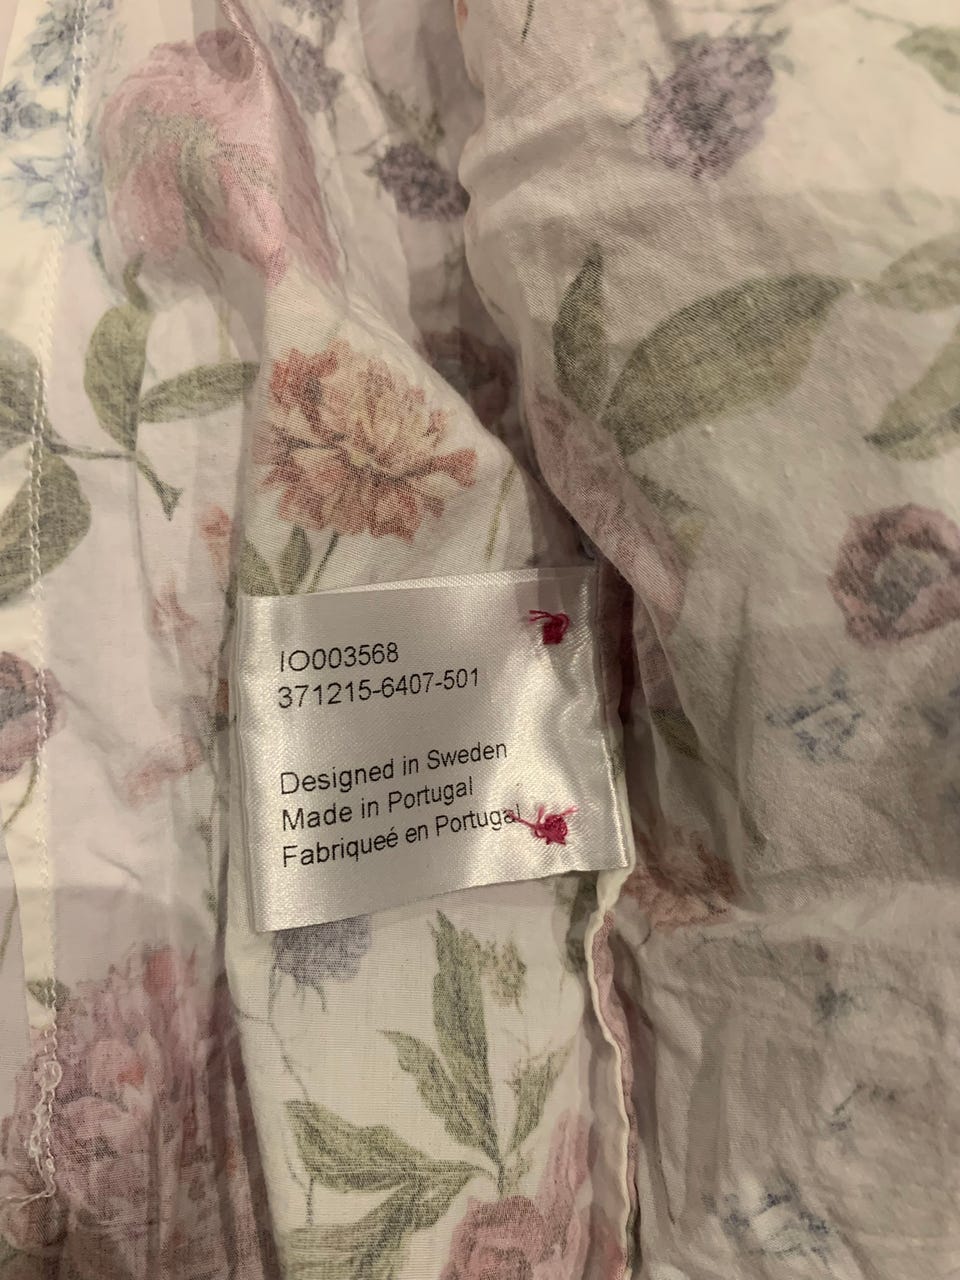 IO003568
371215-6407-501
Designed in Sweden
Made in Portugal
Fabriqueé en Portugal